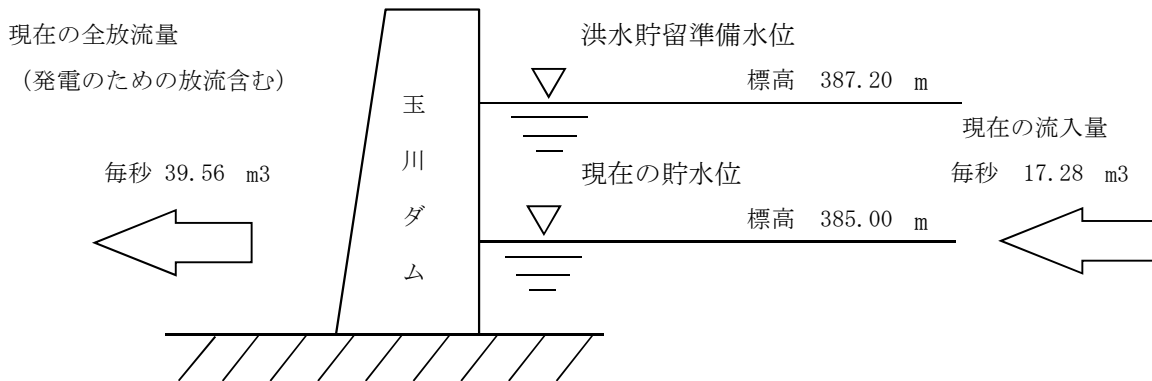 現在の全放流量
（発電のための放流含む）
毎秒 39.56 m3
玉川ダム
洪水貯留準備水位
標高 387.20 m
現在の貯水位
標高 385.00 m
現在の流入量
毎秒 17.28 m3